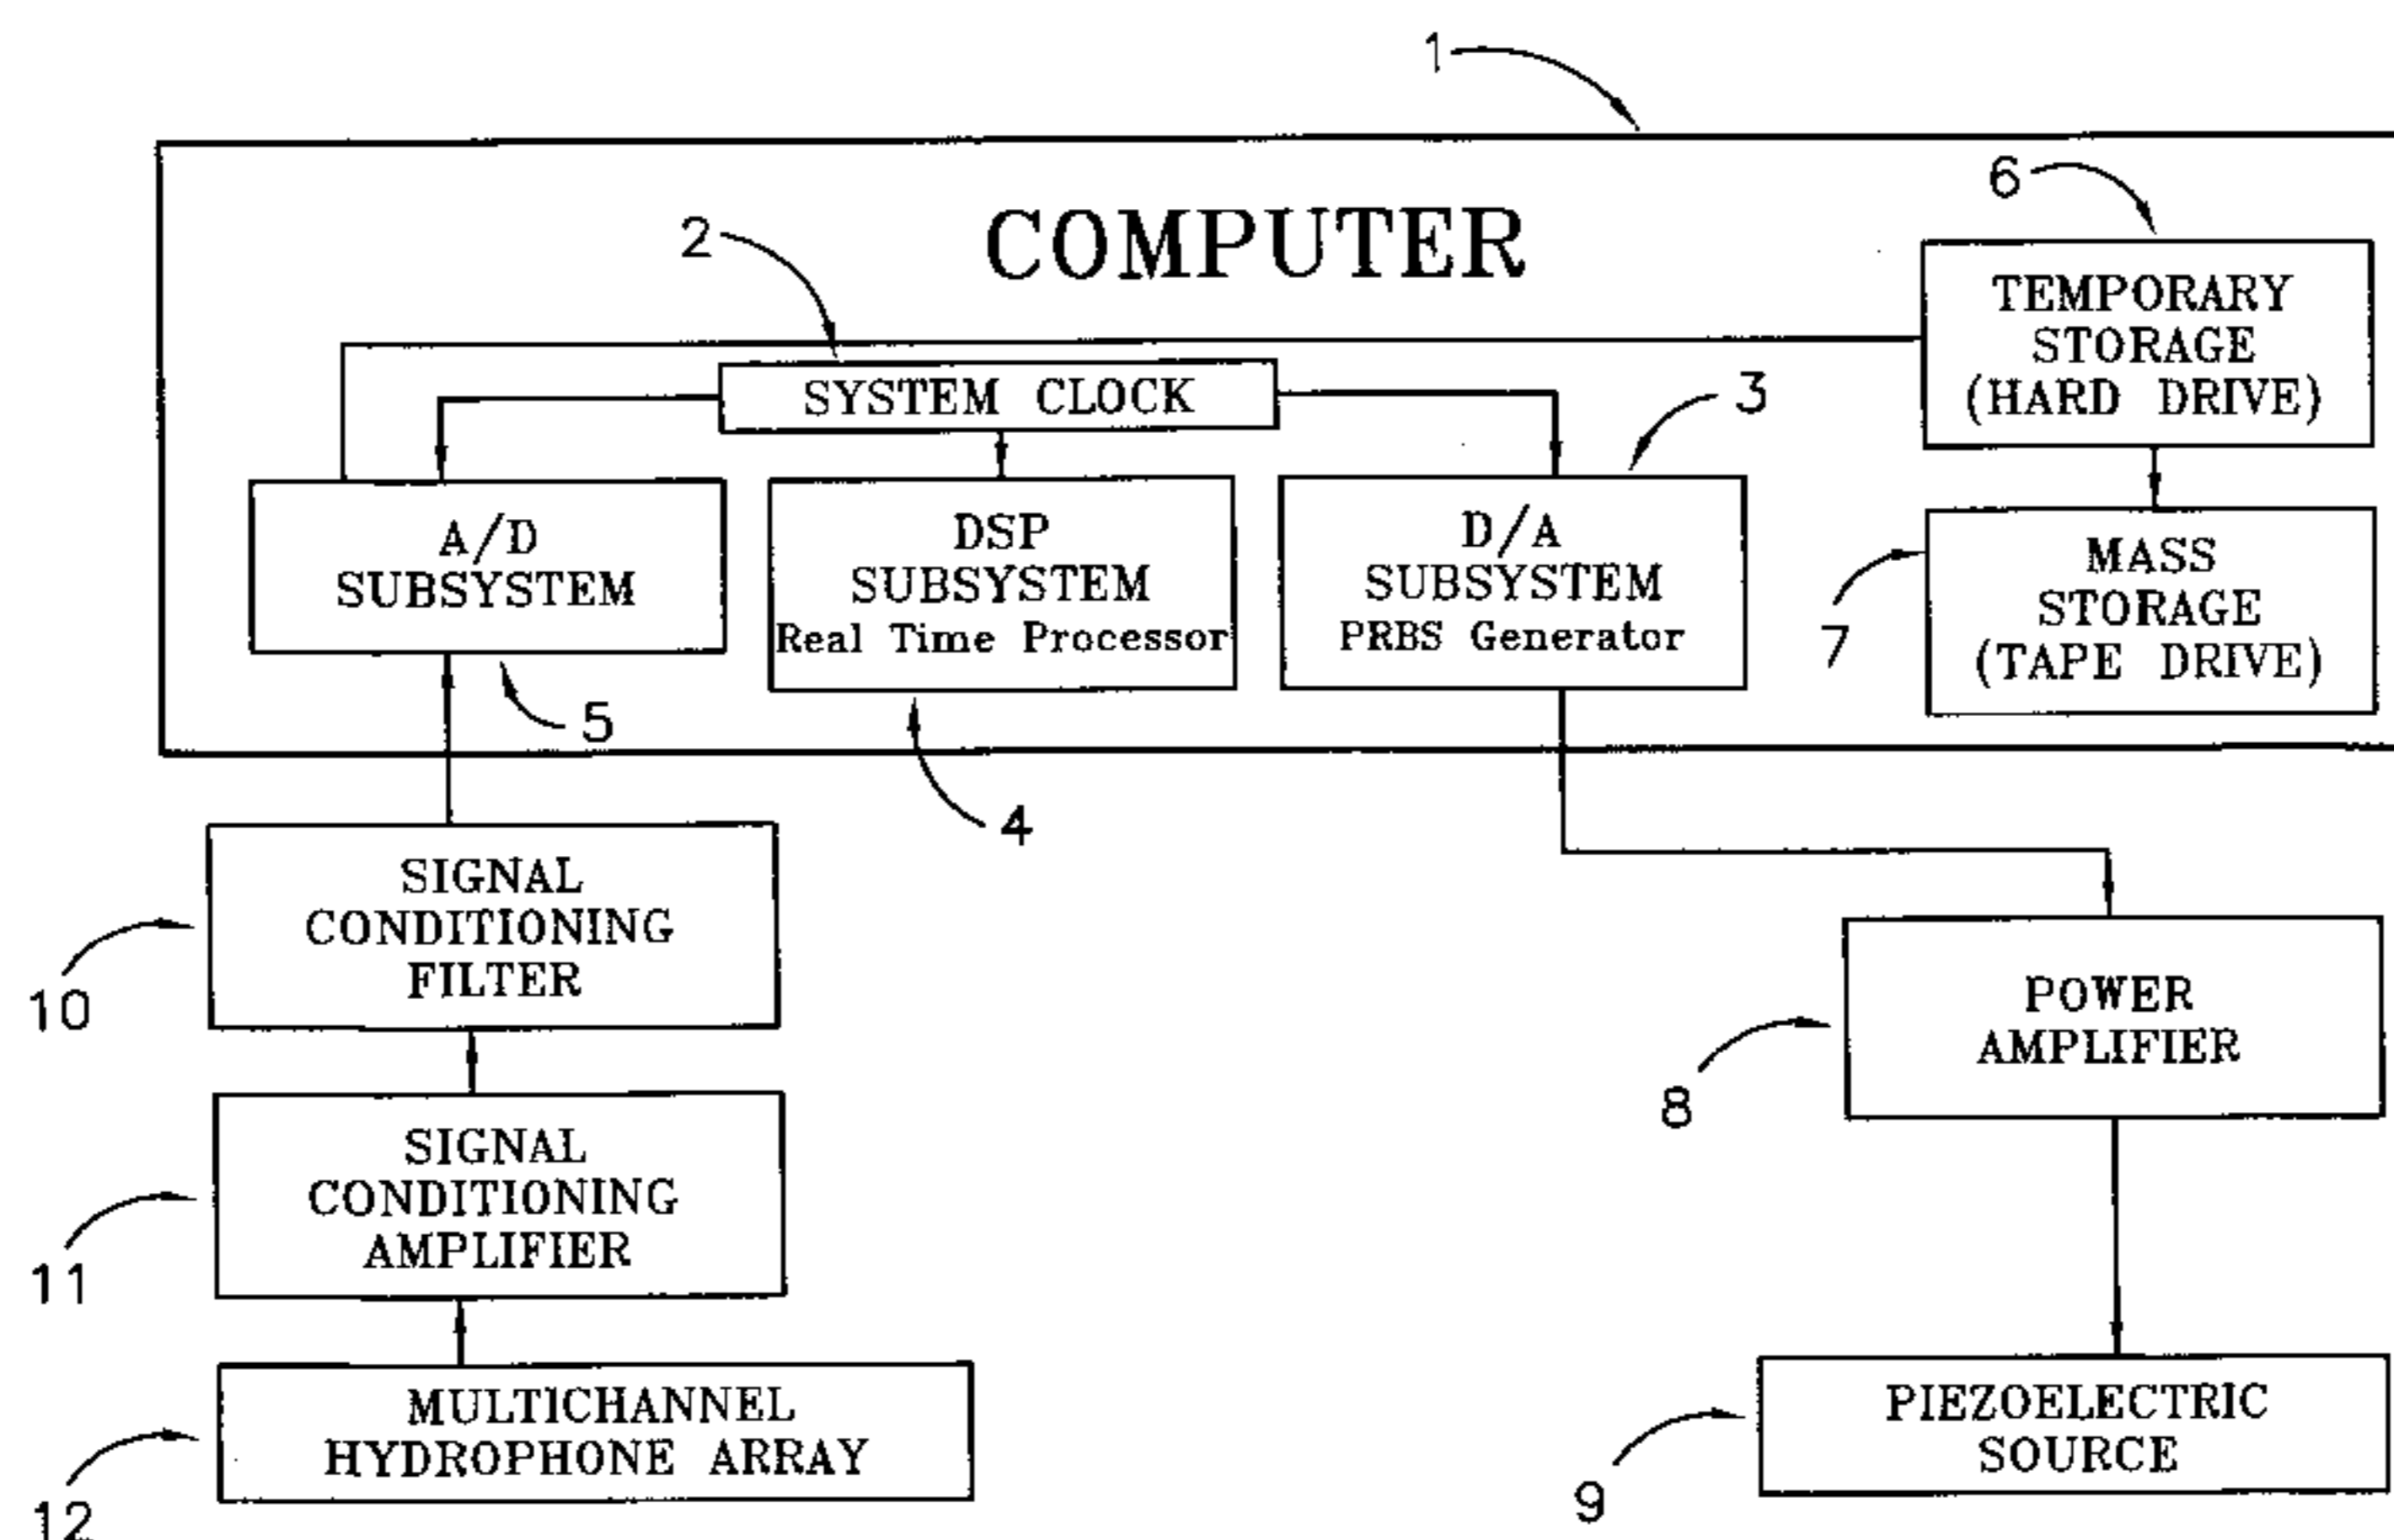 1
COMPUTER
6
2
TEMPORARY
STORAGE
(HARD DRIVE)
SYSTEM CLOCK
3
A/D
SUBSYSTEM
5
DSP
SUBSYSTEM
Real Time Processor
4
D/A
SUBSYSTEM
PRBS Generator
MASS
STORAGE
(TAPE DRIVE)
7
SIGNAL
CONDITIONING
FILTER
10
POWER
AMPLIFIER
8
SIGNAL
CONDITIONING
AMPLIFIER
11
MULTICHANNEL
HYDROPHONE ARRAY
12
PIEZOELECTRIC
SOURCE
9